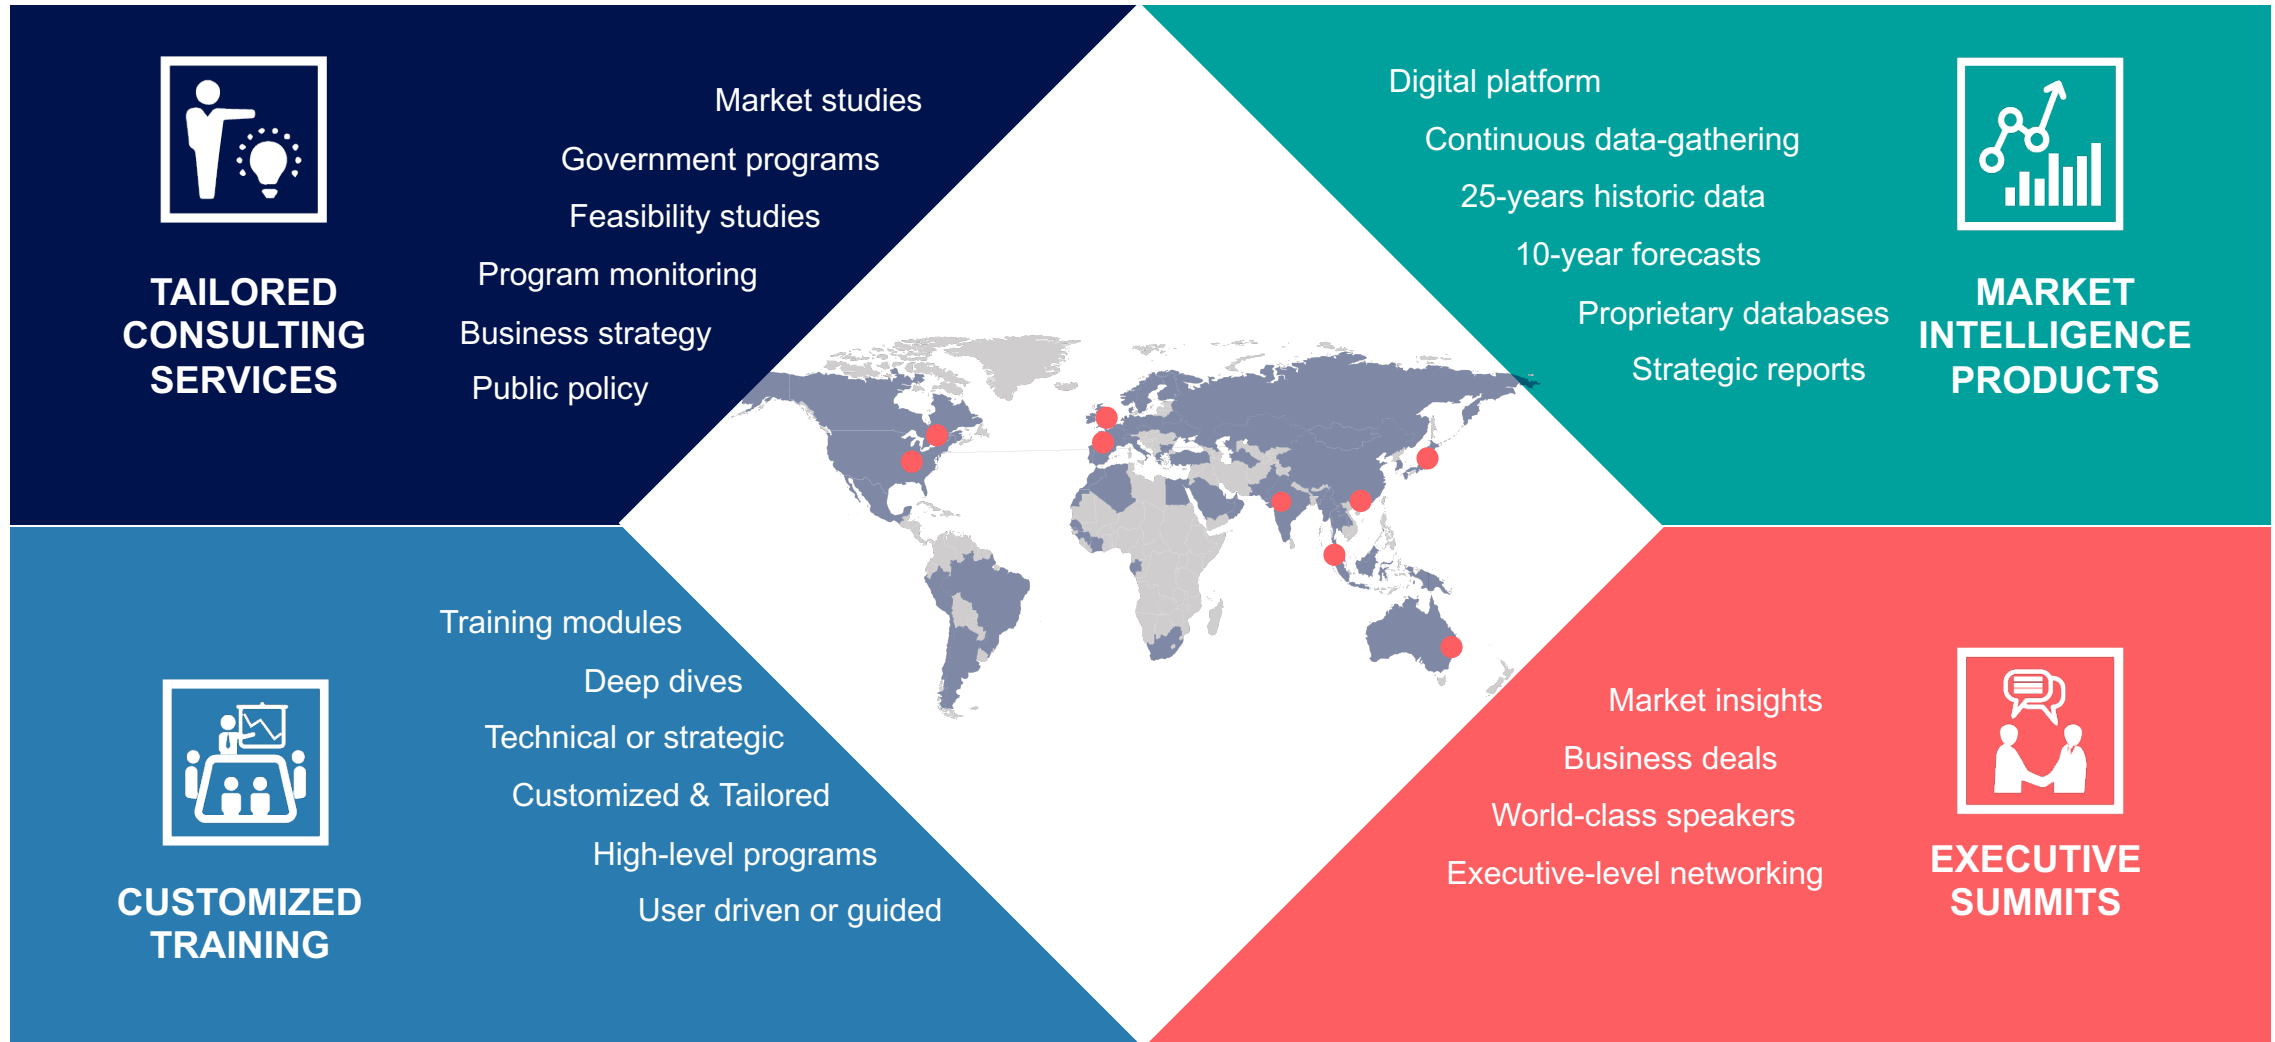 TAILORED
CONSULTING
SERVICES
Market studies
Government programs
Feasibility studies
Program monitoring
Business strategy
Public policy
Digital platform
Continuous data-gathering
25-years historic data
10-year forecasts
Proprietary databases
Strategic reports
MARKET
INTELLIGENCE
PRODUCTS
CUSTOMIZED
TRAINING
Training modules
Deep dives
Technical or strategic
Customized & Tailored
High-level programs
User driven or guided
Market insights
Business deals
World-class speakers
Executive-level networking
EXECUTIVE
SUMMITS